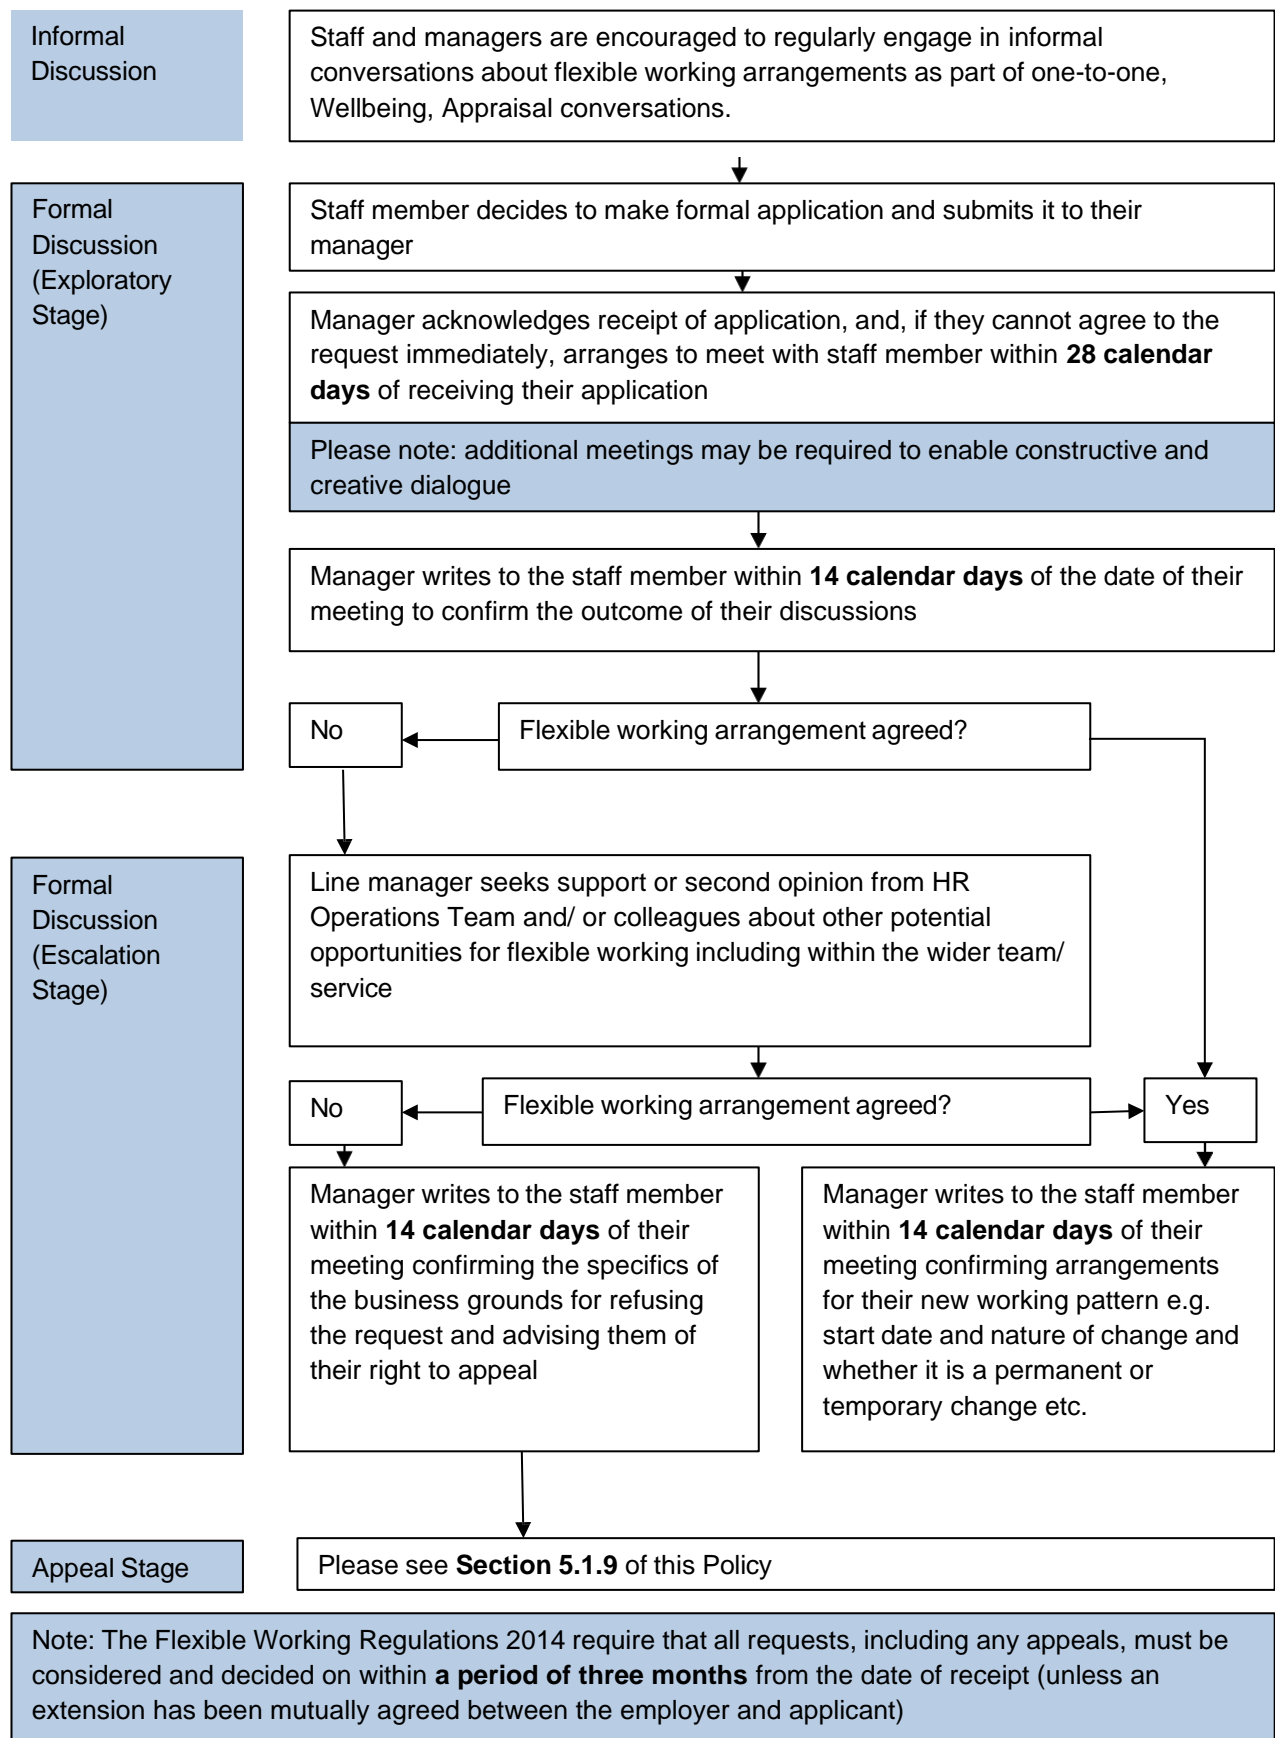 Informal
Discussion
Staff and managers are encouraged to regularly engage in informal
conversations about flexible working arrangements as part of one-to-one,
Wellbeing, Appraisal conversations.
Formal
Discussion
(Exploratory
Stage)
Staff member decides to make formal application and submits it to their
manager
Manager acknowledges receipt of application, and, if they cannot agree to the
request immediately, arranges to meet with staff member within 28 calendar
days of receiving their application
Please note: additional meetings may be required to enable constructive and
creative dialogue
Manager writes to the staff member within 14 calendar days of the date of their
meeting to confirm the outcome of their discussions
No
Flexible working arrangement agreed?
Formal
Discussion
(Escalation
Stage)
Line manager seeks support or second opinion from HR
Operations Team and/ or colleagues about other potential
opportunities for flexible working including within the wider team/
service
No
Flexible working arrangement agreed?
Yes
Manager writes to the staff member
within 14 calendar days of their
meeting confirming the specifics of
the business grounds for refusing
the request and advising them of
their right to appeal
Manager writes to the staff member
within 14 calendar days of their
meeting confirming arrangements
for their new working pattern e.g.
start date and nature of change and
whether it is a permanent or
temporary change etc.
Appeal Stage
Please see Section 5.1.9 of this Policy
Note: The Flexible Working Regulations 2014 require that all requests, including any appeals, must be
considered and decided on within a period of three months from the date of receipt (unless an
extension has been mutually agreed between the employer and applicant)